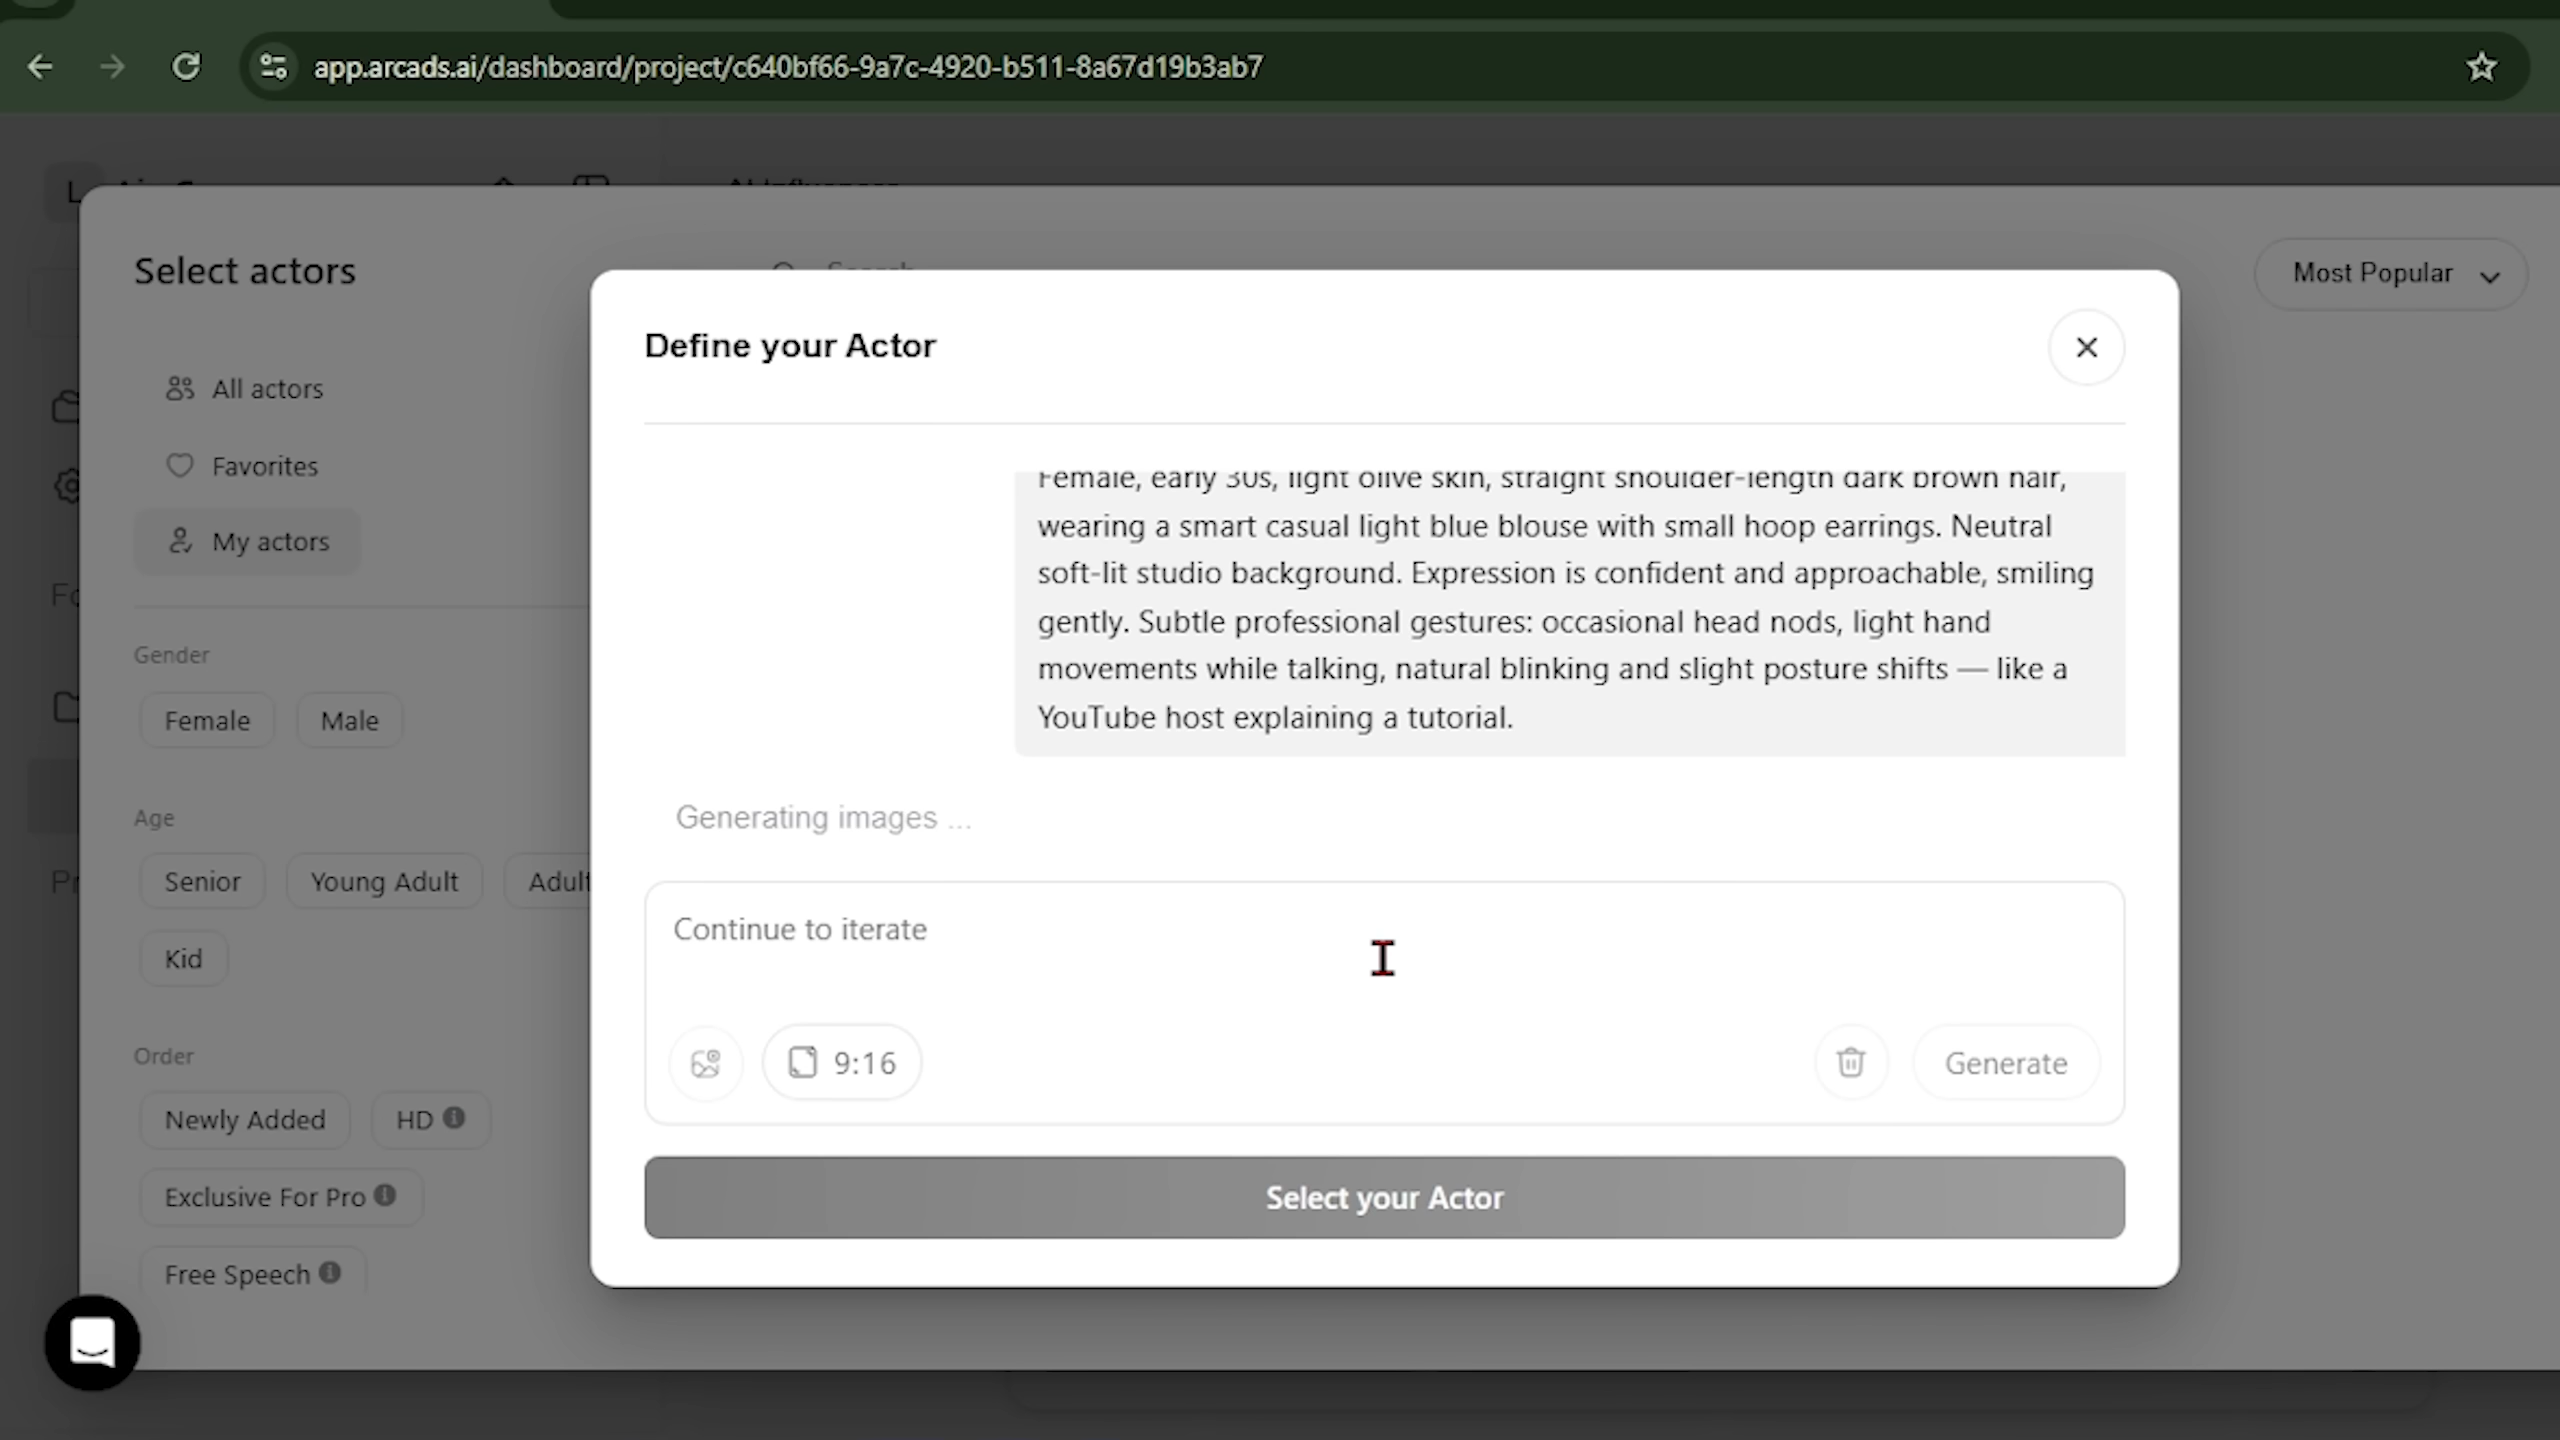 app.arcads.ai/dashboard/project/c640bf66-9a7c-4920-b511-8a67d19b3ab7
Select actors
Most Popular
All actors
Favorites
My actors
Gender
Female Male
Age
Senior Young Adult Adult
Kid
Order
Newly Added HD
Exclusive For Pro
Free Speech
Define your Actor
Female, early 30s, light olive skin, straight shoulder-length dark brown hair,
wearing a smart casual light blue blouse with small hoop earrings. Neutral
soft-lit studio background. Expression is confident and approachable, smiling
gently. Subtle professional gestures: occasional head nods, light hand
movements while talking, natural blinking and slight posture shifts — like a
YouTube host explaining a tutorial.
Generating images ...
Continue to iterate
9:16
Generate
Select your Actor